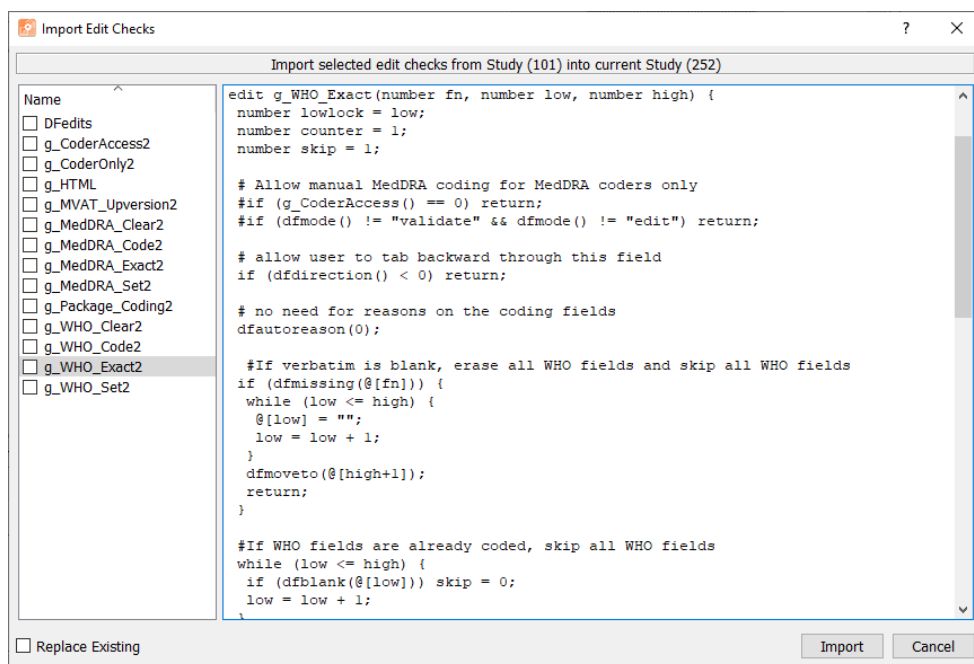 Import Edit Checks
?
Import selected edit checks from Study (101) into current Study (252)
Name
DFedits
g_CoderAccess2
g_CoderOnly2
g_HTML
g_MVAT_Upversion2
g_MedDRA_Clear2
g_MedDRA_Code2
g_MedDRA_Exact2
g_MedDRA_Set2
g_Package_Coding2
g_WHO_Clear2
g_WHO_Code2
g_WHO_Exact2
g_WHO_Set2
edit g_WHO_Exact(number fn, number low, number high) {
number lowlock = low;
number counter = 1;
number skip = 1;
# Allow manual MedDRA coding for MedDRA coders only
#if (g_CoderAccess() == 0) return;
#if (dfmode() != "validate" && dfmode() != "edit") return;
# allow user to tab backward through this field
if (dfdirection() < 0) return;
# no need for reasons on the coding fields
dfautoreason(0);
#If verbatim is blank, erase all WHO fields and skip all WHO fields
if (dfmissing(@[fn])) {
while (low <= high) {
@[low] = "";
low = low + 1;
}
dfmoveto(@[high+1]);
return;
}
#If WHO fields are already coded, skip all WHO fields
while (low <= high) {
if (dfblank(@[low])) skip = 0;
low = low + 1;
}
Replace Existing
Import
Cancel